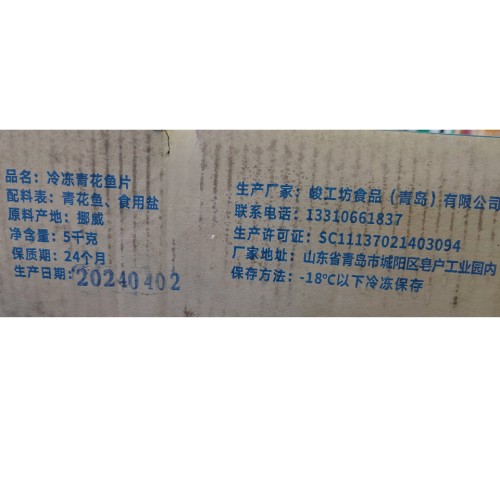 品名：冷冻青花鱼片
配料表：青花鱼、食用盐
原料产地：挪威
净含量：5千克
保质期：24个月
生产日期：20240402
生产厂家：峻工坊食品（青岛）有限公司
联系电话：13310661837
生产许可证：SC11137021403094
厂家地址：山东省青岛市城阳区皂户工业园内
保存方法：-18℃以下冷冻保存